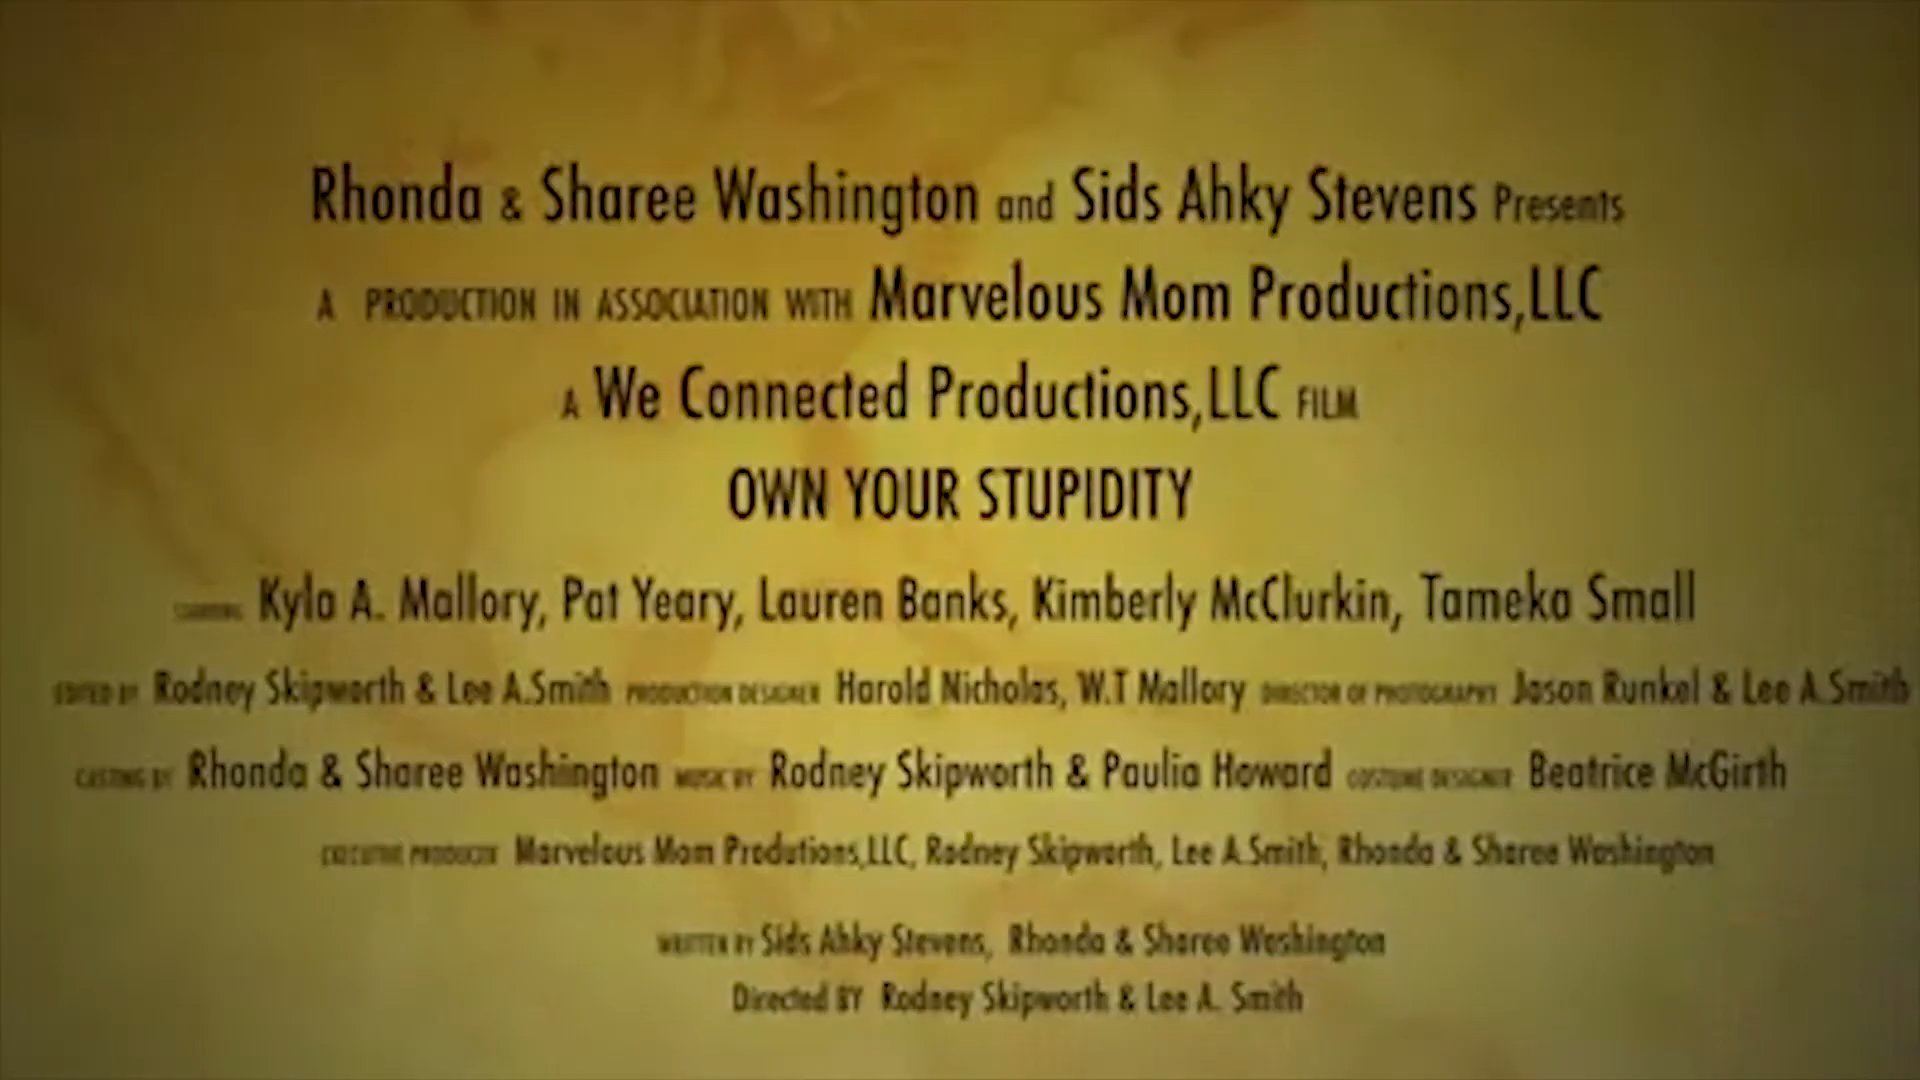 Rhonda & Sharee Washington and Sids Ahky Stevens Presents
A PRODUCTION IN ASSOCIATION WITH Marvelous Mom Productions,LLC
A We Connected Productions,LLC FILM
OWN YOUR STUPIDITY
STARRING Kyla A. Mallory, Pat Yeary, Lauren Banks, Kimberly McClurkin, Tameka Small
EDITED BY Rodney Skipworth & Lee A.Smith PRODUCTION DESIGNER Harold Nicholas, W.T Mallory DIRECTOR OF PHOTOGRAPHY Jason Runkel & Lee A.Smith
CASTING BY Rhonda & Sharee Washington MUSIC BY Rodney Skipworth & Paulia Howard COSTUME DESIGNER Beatrice McGirth
EXECUTIVE PRODUCER Marvelous Mom Produtions,LLC, Rodney Skipworth, Lee A.Smith, Rhonda & Sharee Washington
WRITTEN BY Sids Ahky Stevens, Rhonda & Sharee Washington
Directed BY Rodney Skipworth & Lee A. Smith